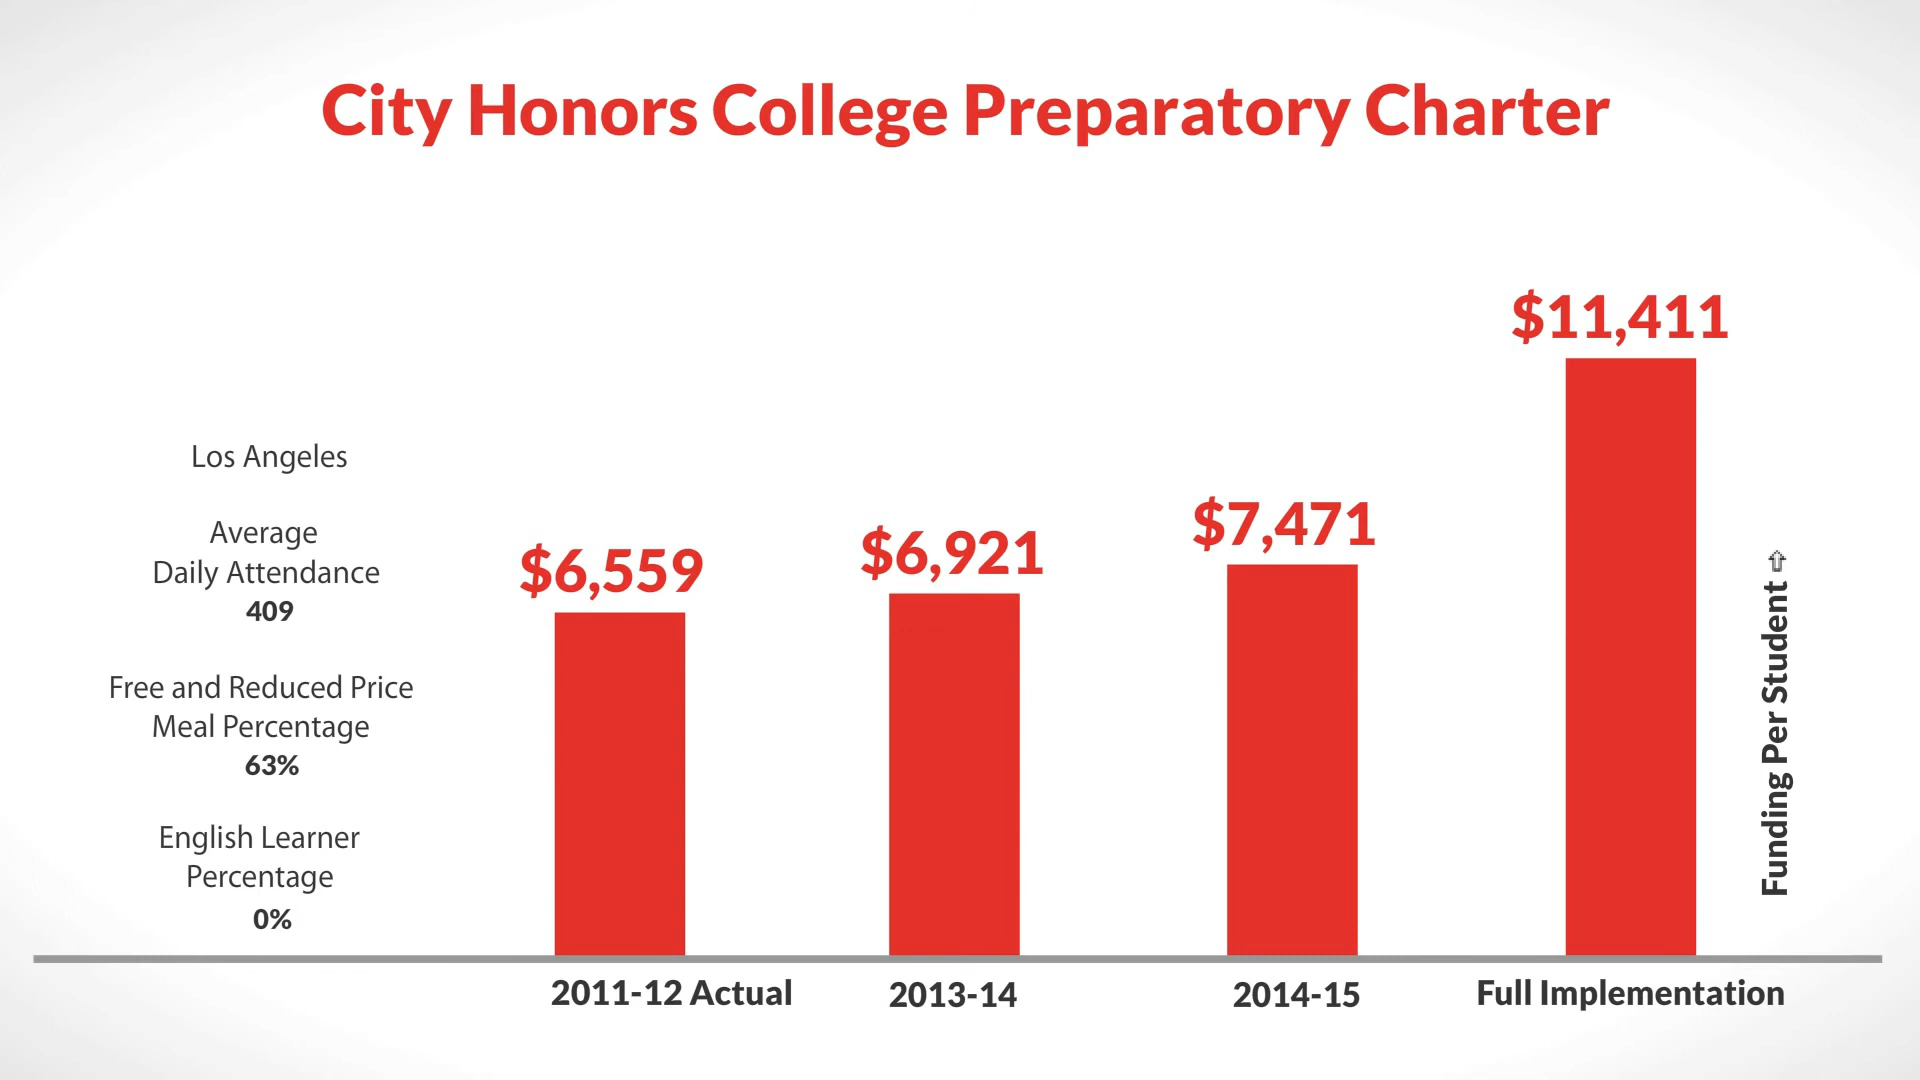 City Honors College Preparatory Charter
Los Angeles
Average
Daily Attendance
409
Free and Reduced Price
Meal Percentage
63%
English Learner
Percentage
0%
$6,559
$6,921
$7,471
$11,411
2011-12 Actual
2013-14
2014-15
Full Implementation
Funding Per Student ⇧